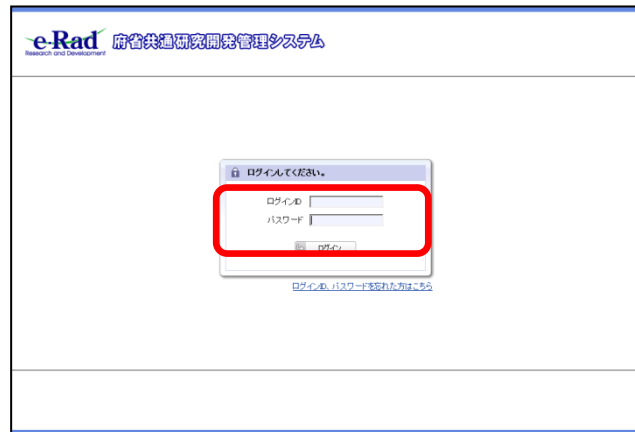 e-Rad 府省共通研究開発管理システム
Research and Development
ログインしてください。
ログインID
パスワード
ログイン
ログインID、パスワードを忘れた方はこちら